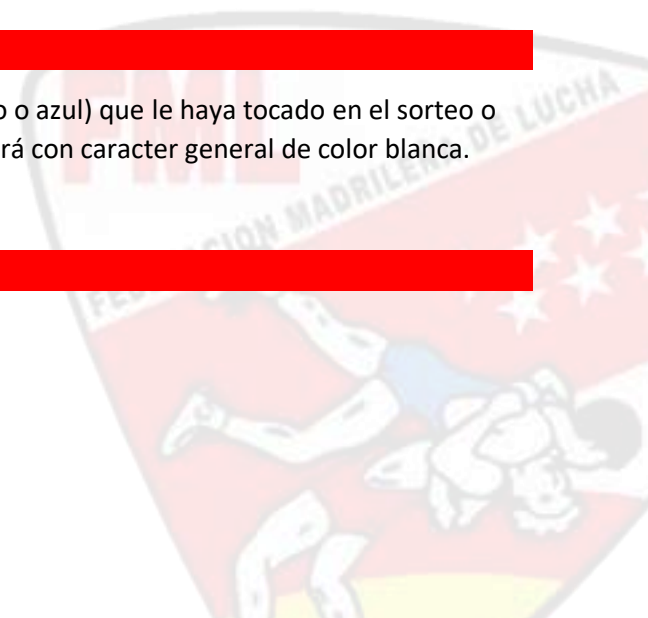 o o azul) que le haya tocado en el sorteo o
rá con caracter general de color blanca.
FML
FEDERACION MADRILEÑA DE LUCHA